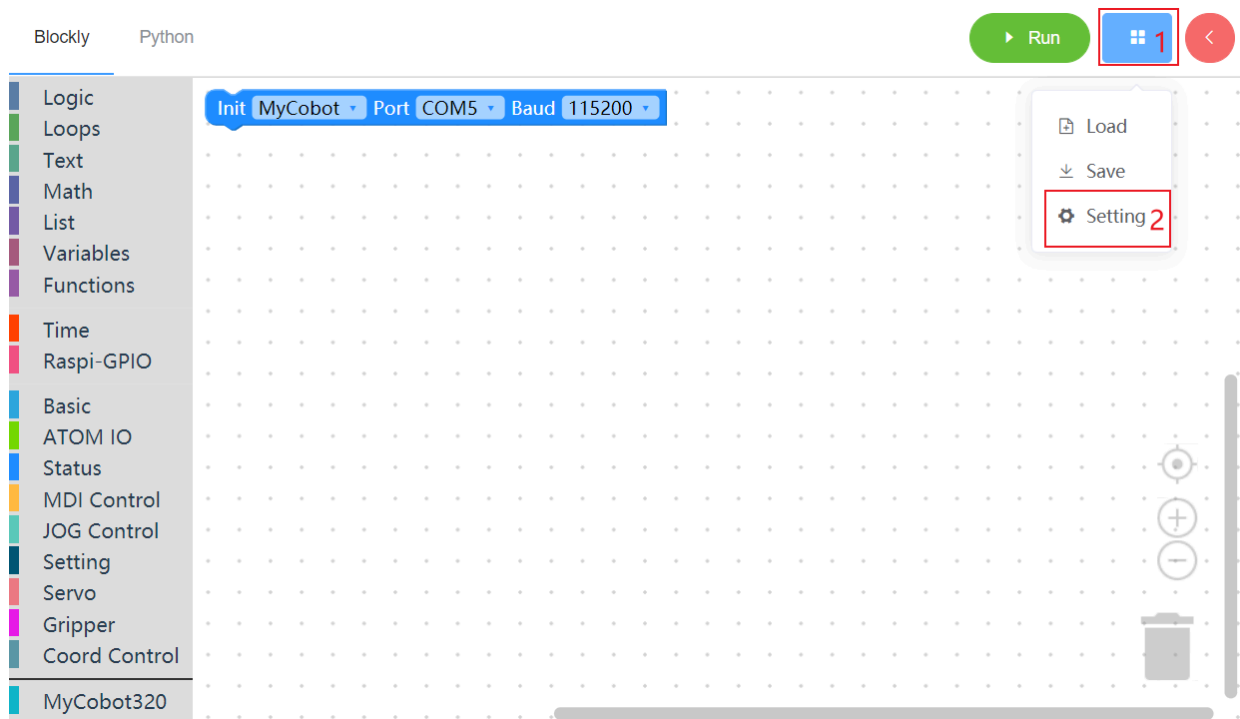 Blockly Python Run 1
Init MyCobot Port COM5 Baud 115200
Load
Save
Setting 2
Logic
Loops
Text
Math
List
Variables
Functions
Time
Raspi-GPIO
Basic
ATOM IO
Status
MDI Control
JOG Control
Setting
Servo
Gripper
Coord Control
MyCobot320